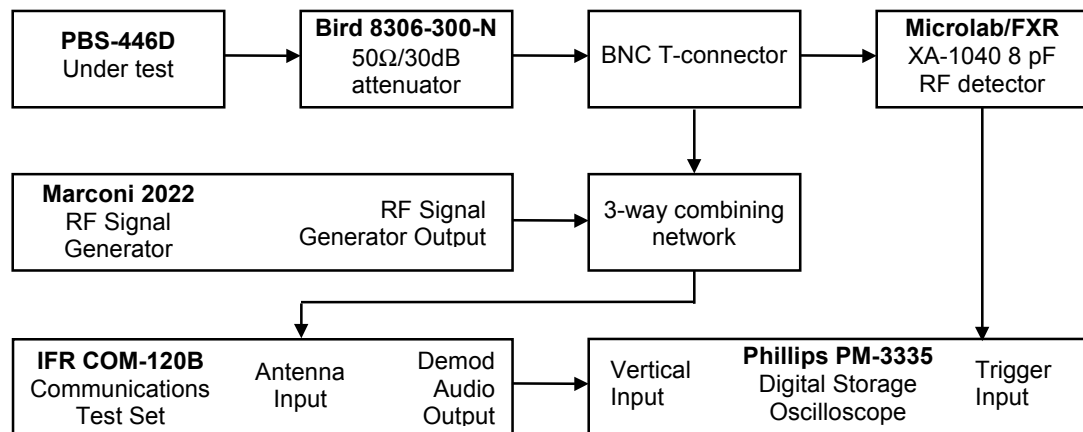 PBS-446D
Under test
Bird 8306-300-N
50Ω/30dB
attenuator
BNC T-connector
Microlab/FXR
XA-1040 8 pF
RF detector
Marconi 2022
RF Signal
Generator
RF Signal
Generator Output
3-way combining
network
IFR COM-120B
Communications
Test Set
Antenna
Input
Demod
Audio
Output
Vertical
Input
Phillips PM-3335
Digital Storage
Oscilloscope
Trigger
Input